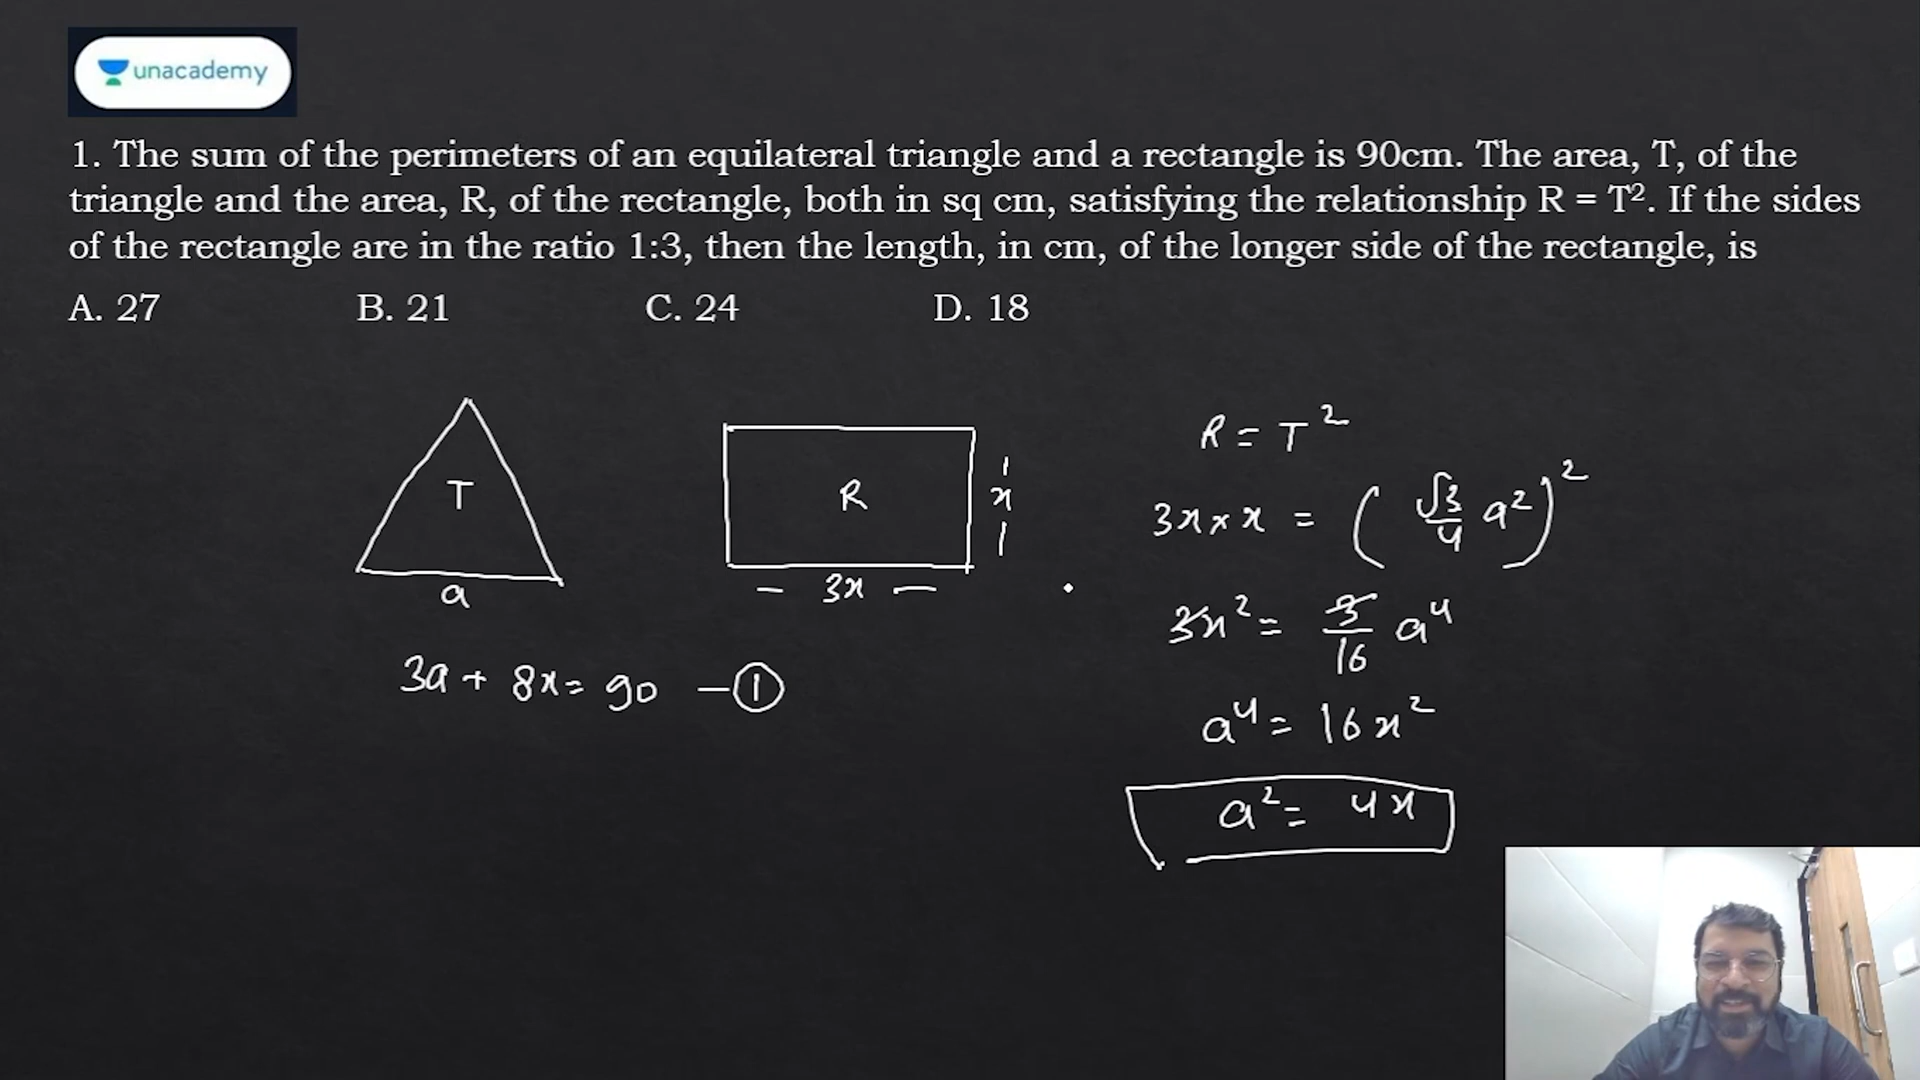 unacademy
1. The sum of the perimeters of an equilateral triangle and a rectangle is 90cm. The area, T, of the
triangle and the area, R, of the rectangle, both in sq cm, satisfying the relationship R = T². If the sides
of the rectangle are in the ratio 1:3, then the length, in cm, of the longer side of the rectangle, is
A. 27 B. 21 C. 24 D. 18
T
a
R
x
3x
3a + 8x = 90 — ①
R = T²
3x × x = (√3/4 a²)²
3x² = 3/16 a⁴
a⁴ = 16x²
a² = 4x